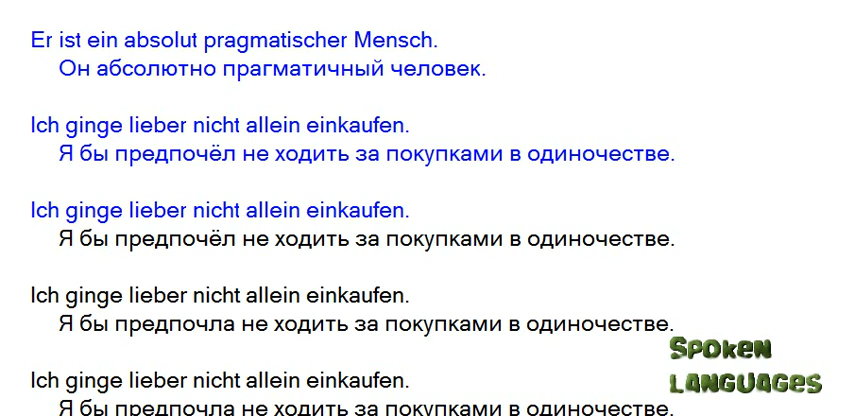 Er ist ein absolut pragmatischer Mensch.
Он абсолютно прагматичный человек.
Ich ginge lieber nicht allein einkaufen.
Я бы предпочёл не ходить за покупками в одиночестве.
Ich ginge lieber nicht allein einkaufen.
Я бы предпочёл не ходить за покупками в одиночестве.
Ich ginge lieber nicht allein einkaufen.
Я бы предпочла не ходить за покупками в одиночестве.
Ich ginge lieber nicht allein einkaufen.
Я бы предпочла не ходить за покупками в одиночестве.
Spoken
Languages